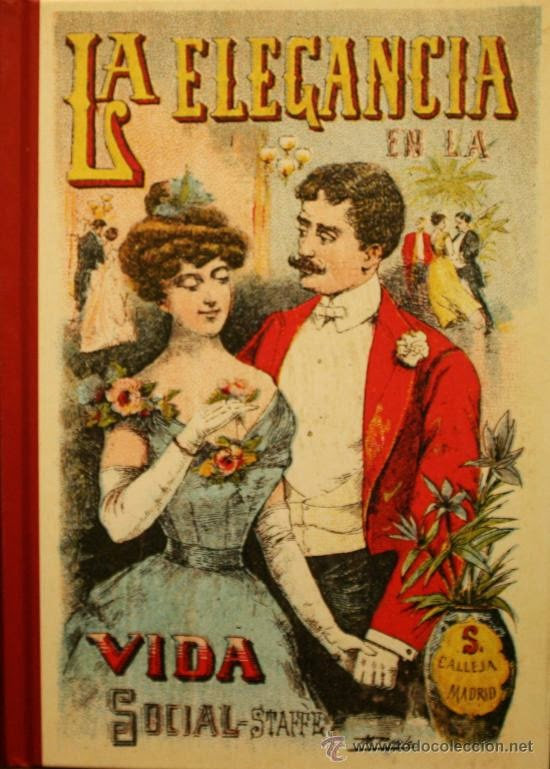 LA ELEGANCIA
EN LA
VIDA
SOCIAL-STAFFE
S.
CALLEJA
MADRID
todocoleccion.net